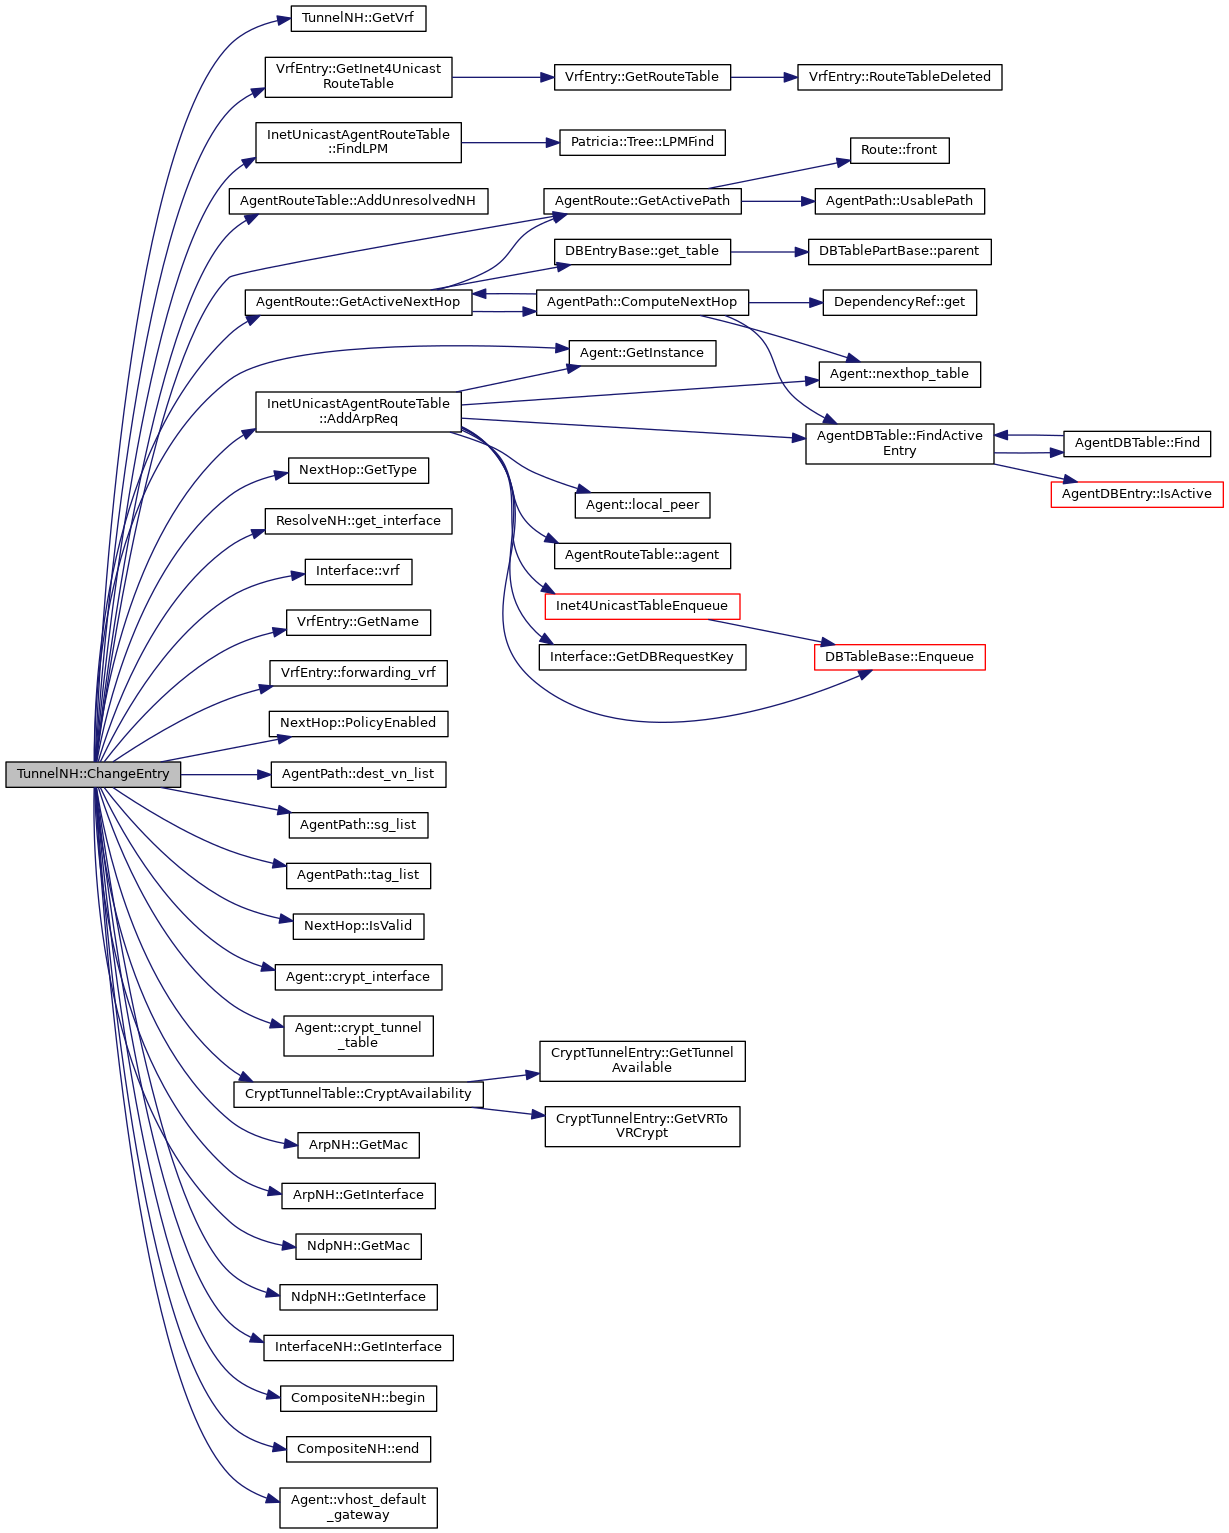 TunnelNH::GetVrf
VrfEntry::GetInet4Unicast
RouteTable
VrfEntry::GetRouteTable
VrfEntry::RouteTableDeleted
InetUnicastAgentRouteTable
::FindLPM
Patricia::Tree::LPMFind
Route::front
AgentRouteTable::AddUnresolvedNH
AgentRoute::GetActivePath
AgentPath::UsablePath
DBEntryBase::get_table
DBTablePartBase::parent
AgentRoute::GetActiveNextHop
AgentPath::ComputeNextHop
DependencyRef::get
Agent::GetInstance
Agent::nexthop_table
InetUnicastAgentRouteTable
::AddArpReq
AgentDBTable::FindActive
Entry
AgentDBTable::Find
NextHop::GetType
AgentDBEntry::IsActive
Agent::local_peer
ResolveNH::get_interface
AgentRouteTable::agent
Interface::vrf
Inet4UnicastTableEnqueue
VrfEntry::GetName
Interface::GetDBRequestKey
DBTableBase::Enqueue
VrfEntry::forwarding_vrf
NextHop::PolicyEnabled
TunnelNH::ChangeEntry
AgentPath::dest_vn_list
AgentPath::sg_list
AgentPath::tag_list
NextHop::IsValid
Agent::crypt_interface
Agent::crypt_tunnel
_table
CryptTunnelEntry::GetTunnel
Available
CryptTunnelTable::CryptAvailability
CryptTunnelEntry::GetVRTo
VRCrypt
ArpNH::GetMac
ArpNH::GetInterface
NdpNH::GetMac
NdpNH::GetInterface
InterfaceNH::GetInterface
CompositeNH::begin
CompositeNH::end
Agent::vhost_default
_gateway